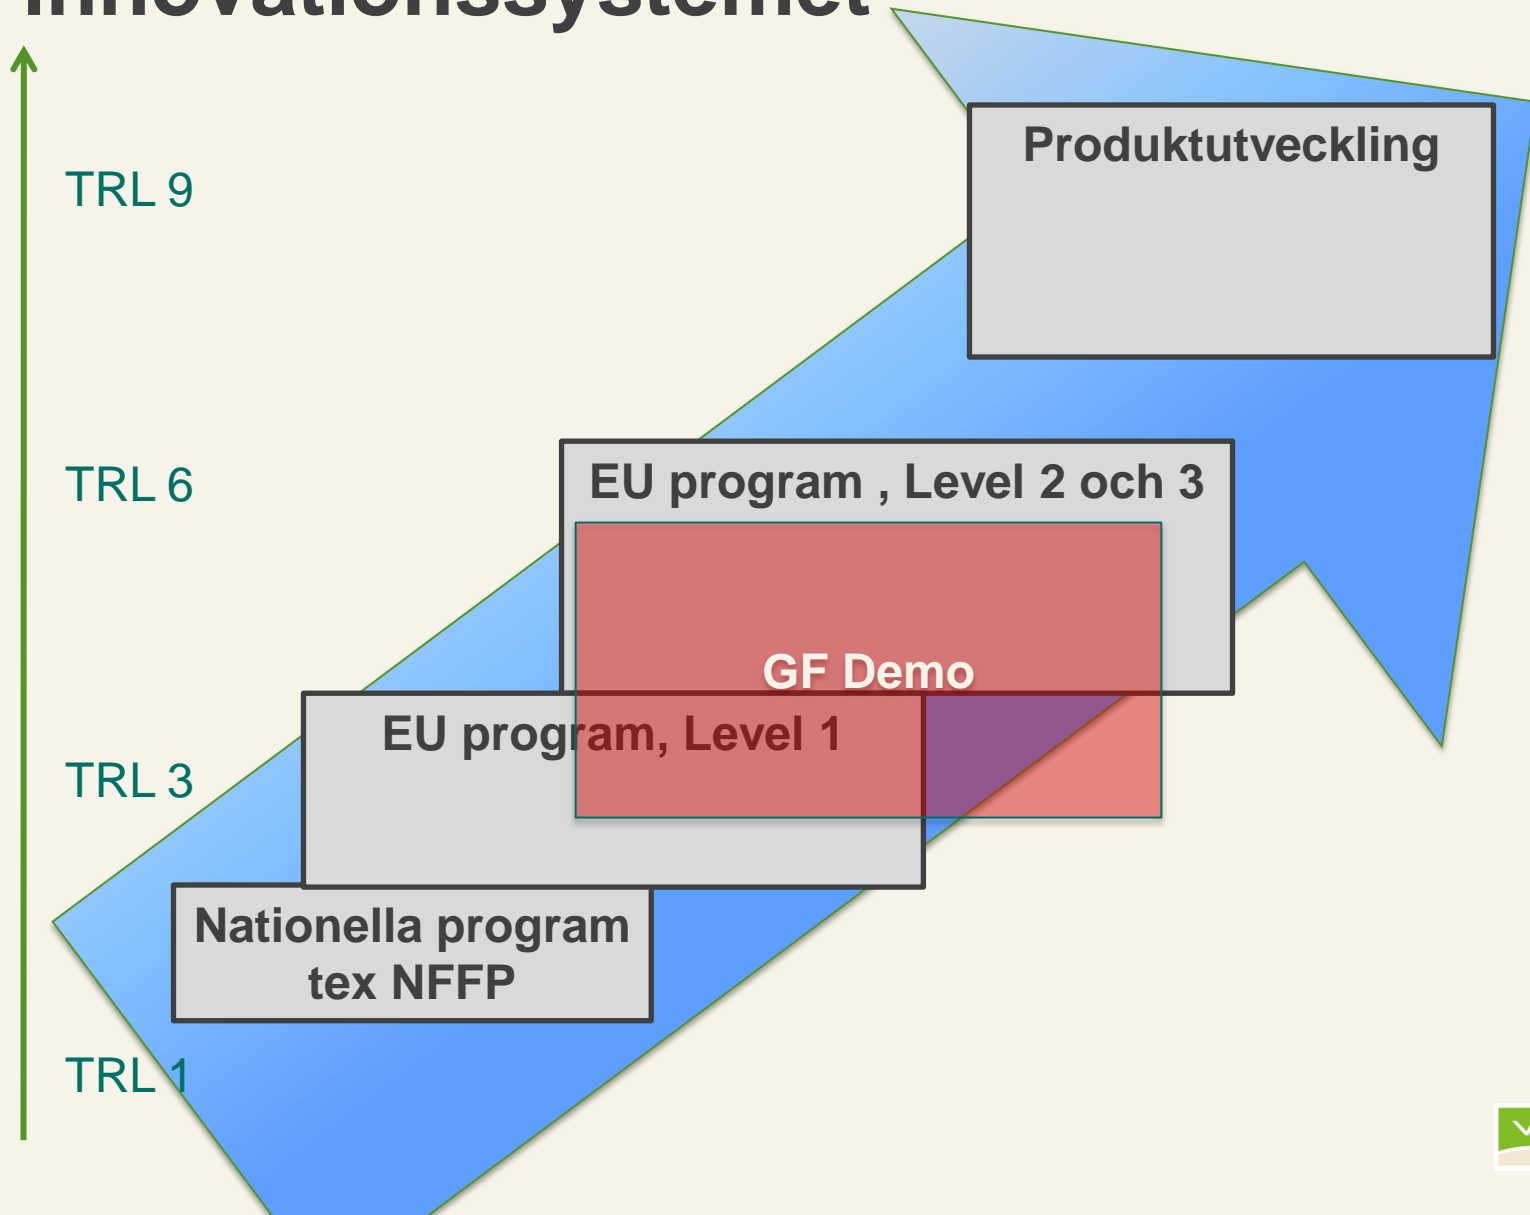 innovationssystemet
Produktutveckling
TRL 9
EU program , Level 2 och 3
TRL 6
GF Demo
EU program, Level 1
TRL 3
Nationella program
tex NFFP
TRL 1